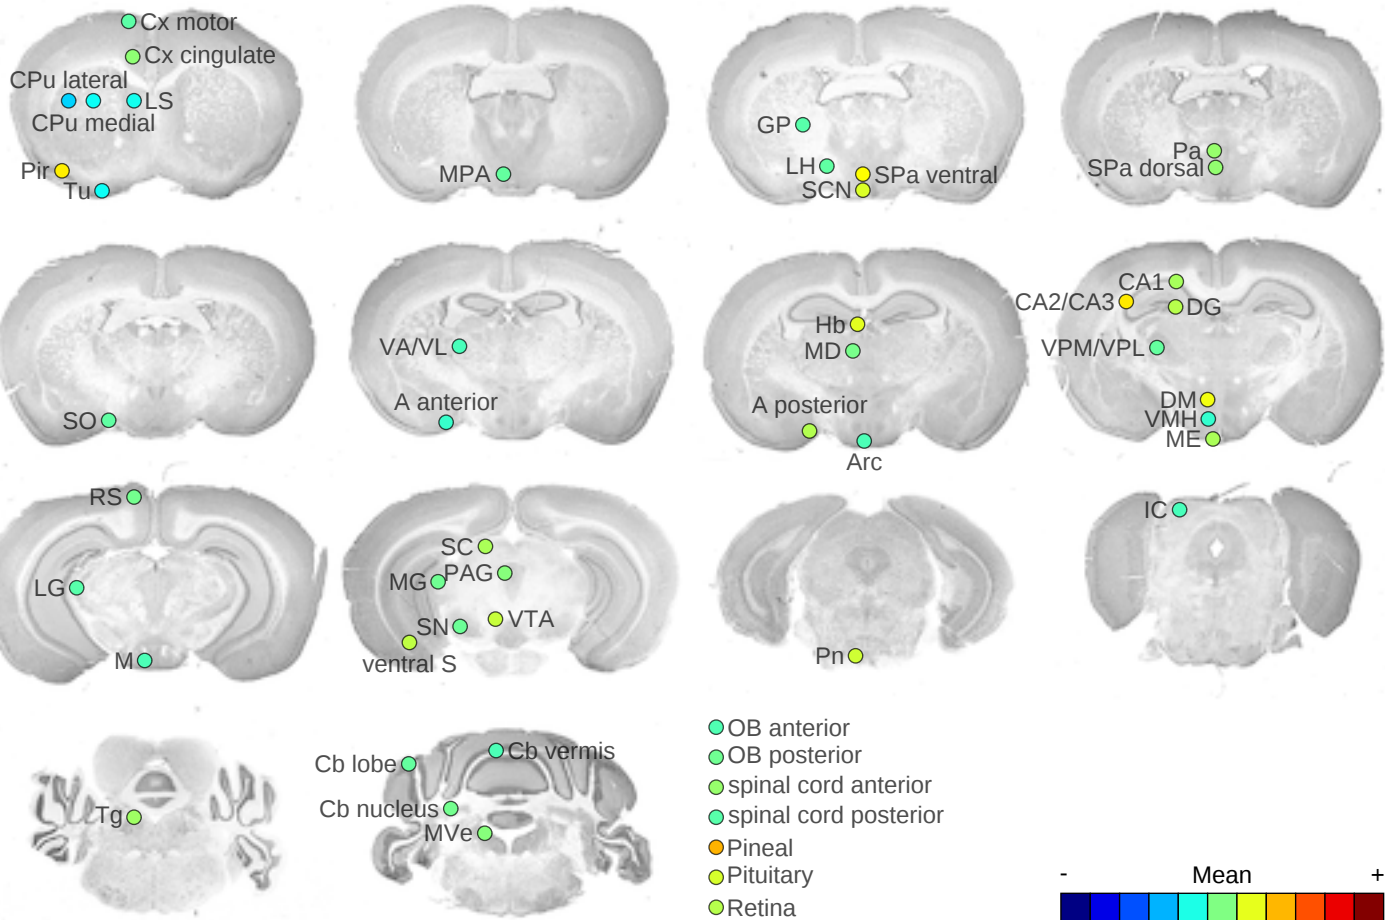 Cx motor
Cx cingulate
CPu lateral
LS
CPu medial
Pir
Tu
MPA
GP
LH
SPa ventral
SCN
Pa
SPa dorsal
SO
VA/VL
A anterior
Hb
MD
A posterior
Arc
CA1
CA2/CA3
DG
VPM/VPL
DM
VMH
ME
RS
LG
M
SC
MG
PAG
SN
VTA
ventral S
Pn
IC
Tg
Cb lobe
Cb vermis
Cb nucleus
MVe
OB anterior
OB posterior
spinal cord anterior
spinal cord posterior
Pineal
Pituitary
Retina
- Mean +